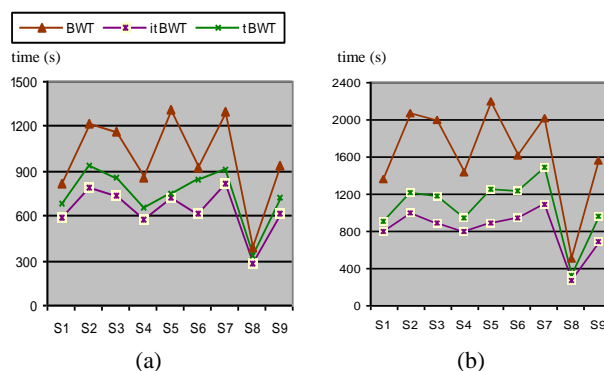 BWT itBWT tBWT
time (s) time (s)
1500
1200
900
600
300
0
S1 S2 S3 S4 S5 S6 S7 S8 S9
(a)
2400
2000
1600
1200
800
400
0
S1 S2 S3 S4 S5 S6 S7 S8 S9
(b)